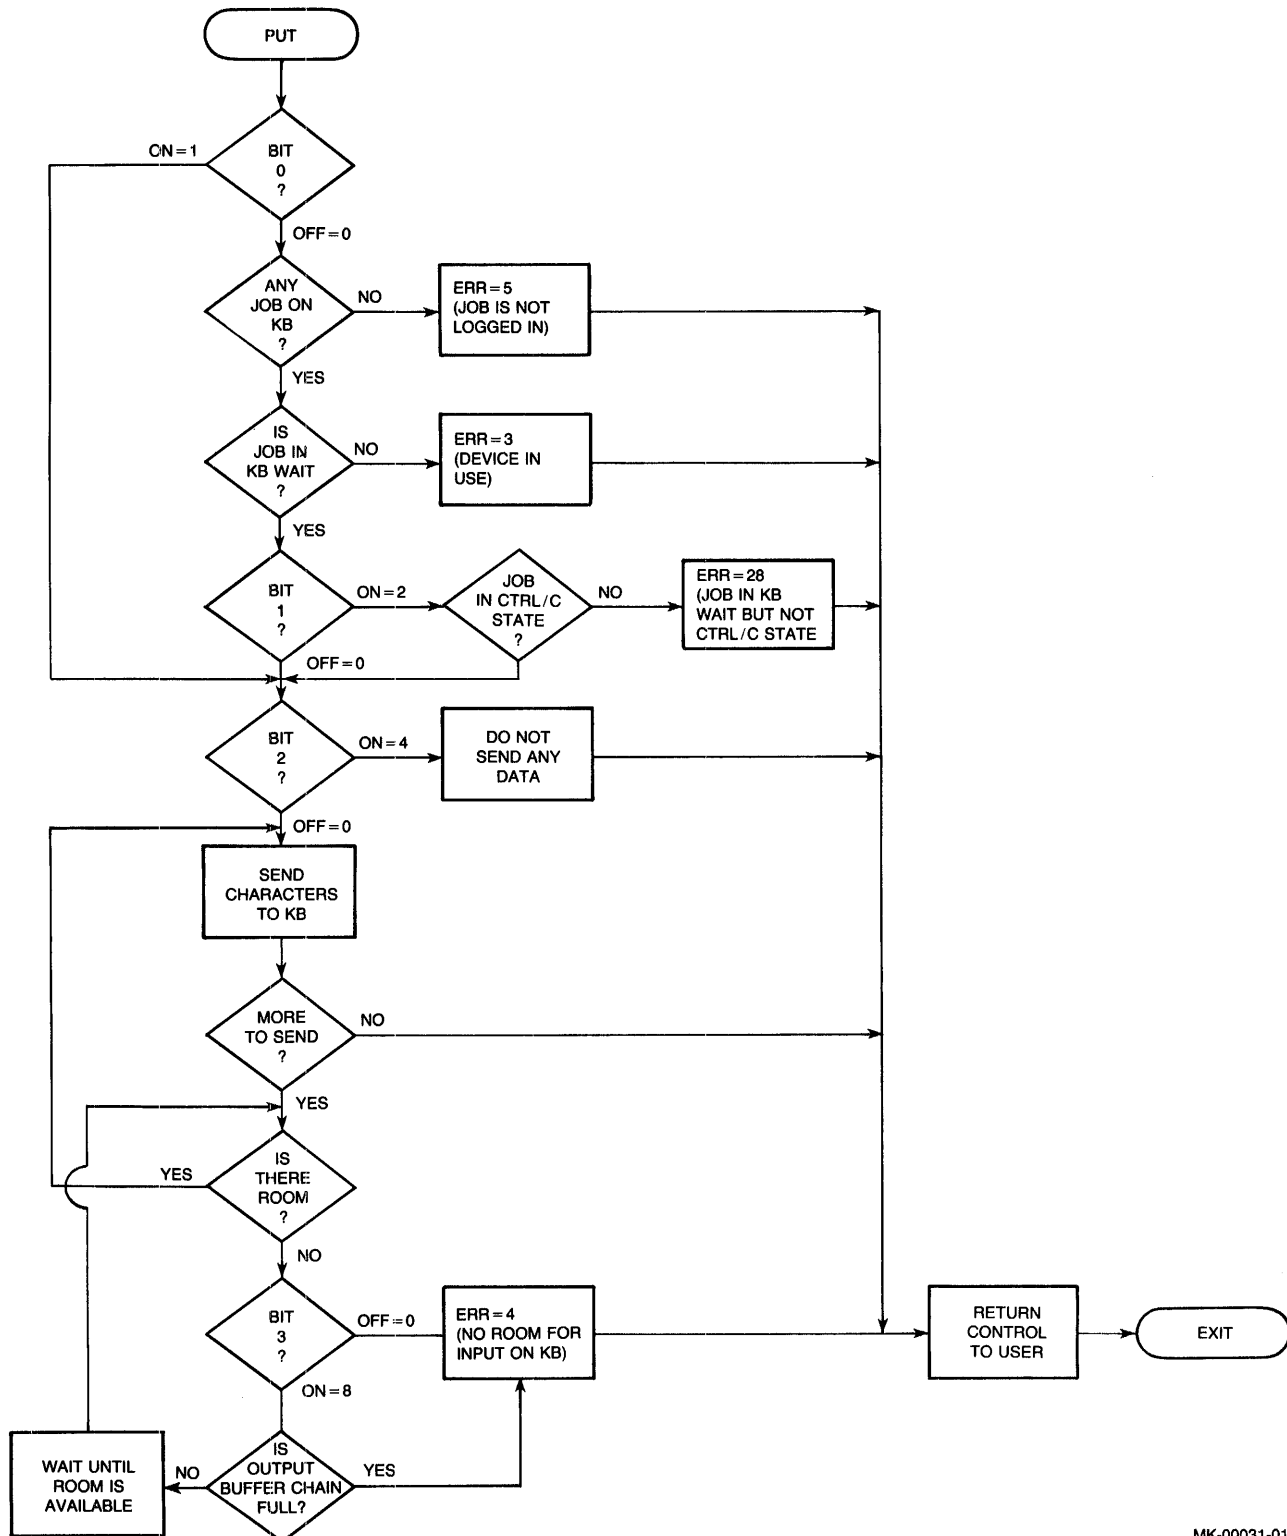 PUT
ON=1
BIT
0
?
OFF=0
ANY
JOB ON
KB
?
NO
ERR=5
(JOB IS NOT
LOGGED IN)
YES
IS
JOB IN
KB WAIT
?
NO
ERR=3
(DEVICE IN
USE)
YES
BIT
1
?
ON=2
JOB
IN CTRL/C
STATE
?
NO
ERR=28
(JOB IN KB
WAIT BUT NOT
CTRL/C STATE
OFF=0
BIT
2
?
ON=4
DO NOT
SEND ANY
DATA
OFF=0
SEND
CHARACTERS
TO KB
MORE
TO SEND
?
NO
YES
YES
IS
THERE
ROOM
?
NO
BIT
3
?
OFF=0
ERR=4
(NO ROOM FOR
INPUT ON KB)
RETURN
CONTROL
TO USER
EXIT
ON=8
WAIT UNTIL
ROOM IS
AVAILABLE
NO
IS
OUTPUT
BUFFER CHAIN
FULL?
YES